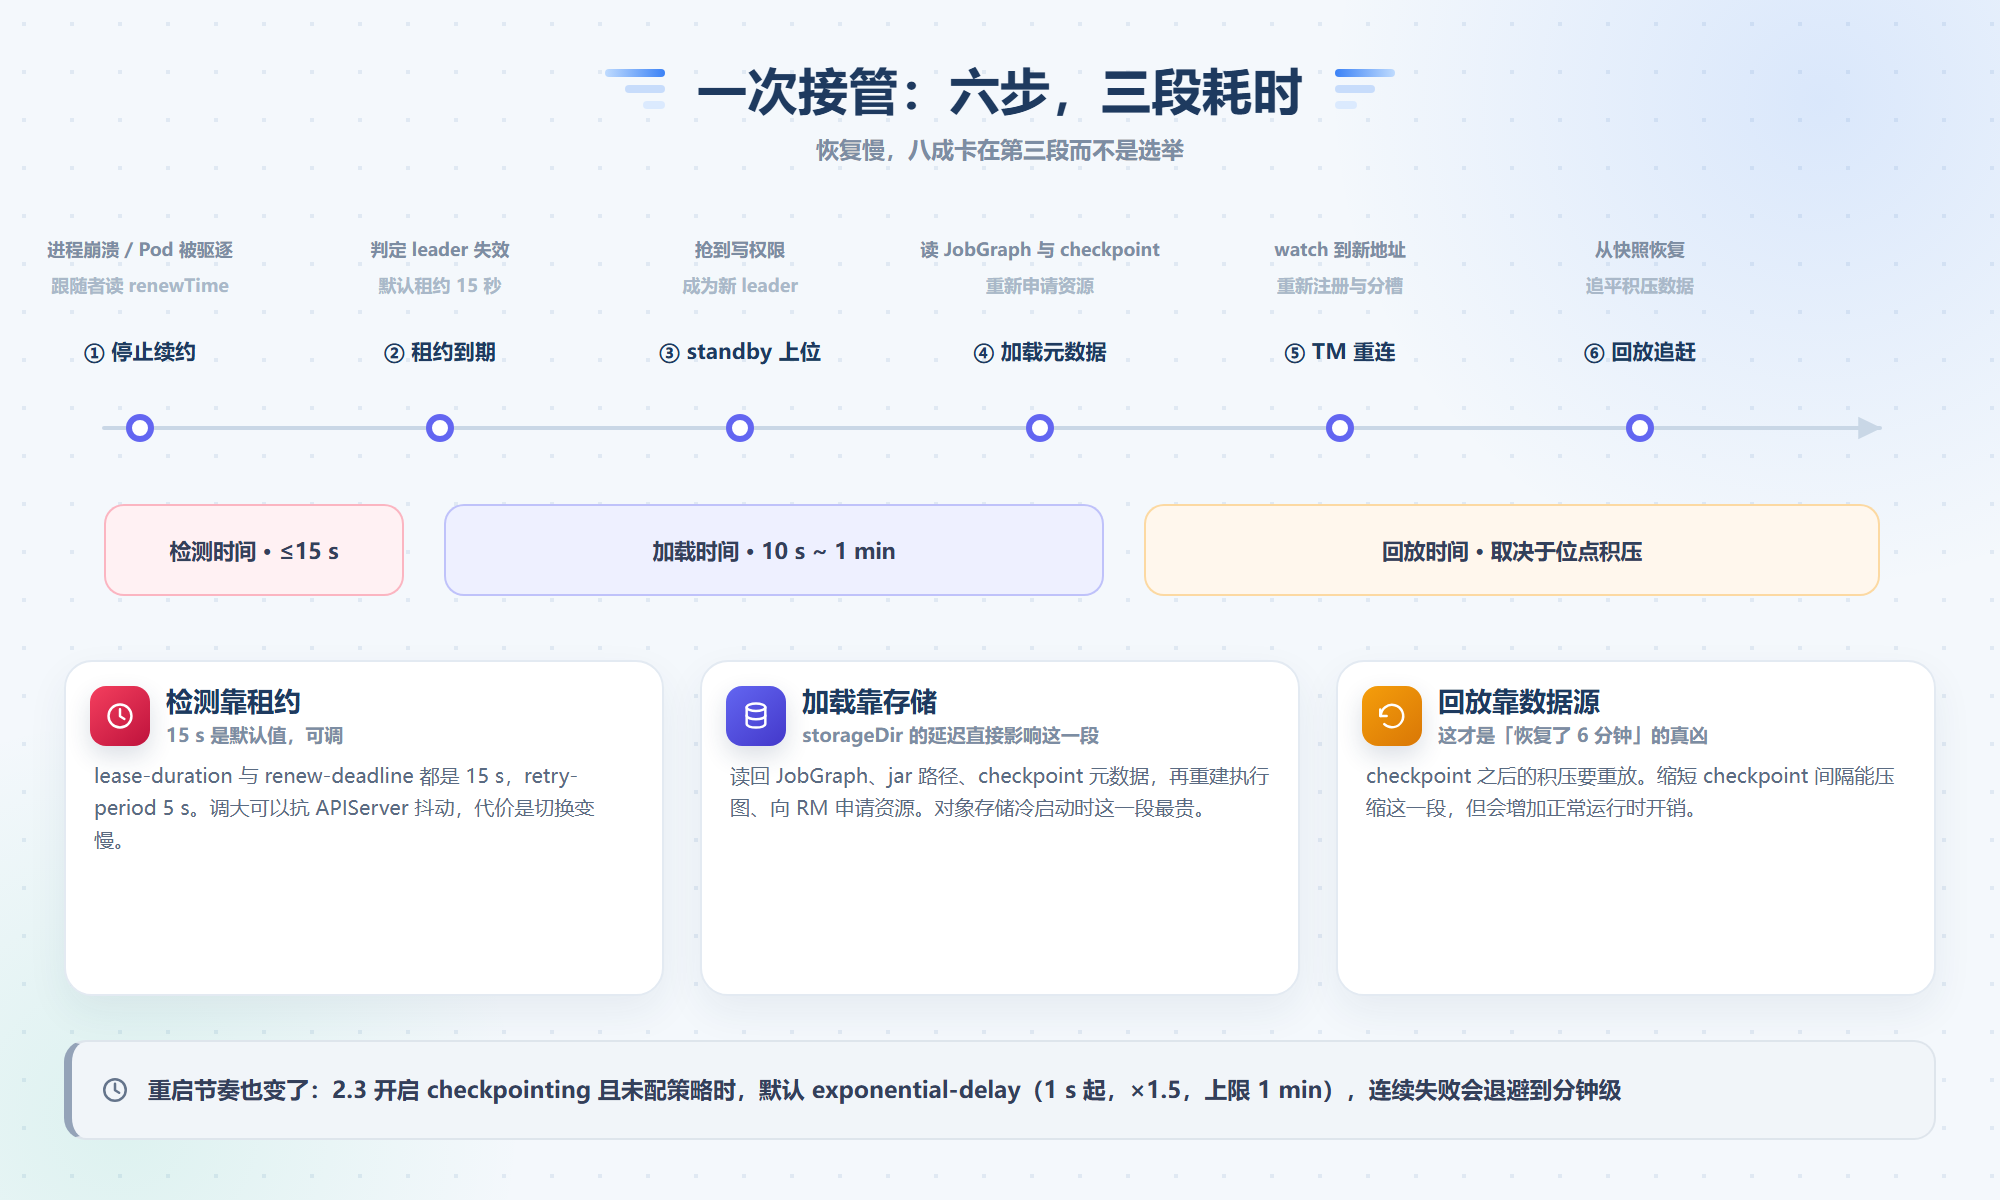 一次接管：六步，三段耗时
恢复慢，八成卡在第三段而不是选举
进程崩溃 / Pod 被驱逐
跟随者读 renewTime
① 停止续约
判定 leader 失效
默认租约 15 秒
② 租约到期
抢到写权限
成为新 leader
③ standby 上位
读 JobGraph 与 checkpoint
重新申请资源
④ 加载元数据
watch 到新地址
重新注册与分槽
⑤ TM 重连
从快照恢复
追平积压数据
⑥ 回放追赶
检测时间 • ≤15 s
加载时间 • 10 s ~ 1 min
回放时间 • 取决于位点积压
检测靠租约
15 s 是默认值，可调
lease-duration 与 renew-deadline 都是 15 s，retry-
period 5 s。调大可以抗 APIServer 抖动，代价是切换变
慢。
加载靠存储
storageDir 的延迟直接影响这一段
读回 JobGraph、jar 路径、checkpoint 元数据，再重建执行
图、向 RM 申请资源。对象存储冷启动时这一段最贵。
回放靠数据源
这才是「恢复了 6 分钟」的真凶
checkpoint 之后的积压要重放。缩短 checkpoint 间隔能压
缩这一段，但会增加正常运行时开销。
重启节奏也变了：2.3 开启 checkpointing 且未配策略时，默认 exponential-delay（1 s 起，×1.5，上限 1 min），连续失败会退避到分钟级